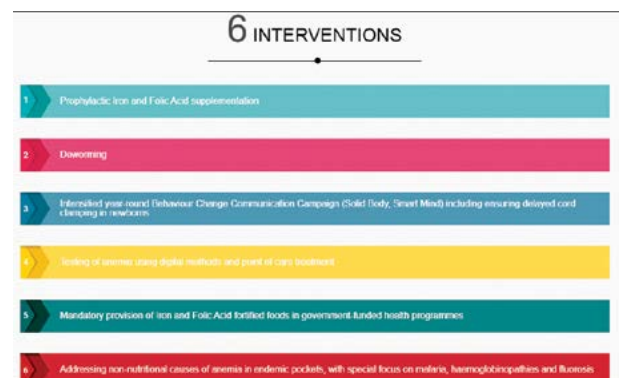 6 INTERVENTIONS
1 Prophylactic Iron and Folic Acid supplementation
2 Deworming
3 Intensified year-round Behaviour Change Communication Campaign (Solid Body, Smart Mind) including ensuring delayed cord
clamping in newborns
4 Testing of anemia using digital methods and point of care treatment
5 Mandatory provision of Iron and Folic Acid fortified foods in government-funded health programmes
6 Addressing non-nutritional causes of anemia in endemic pockets, with special focus on malaria, haemoglobinopathies and fluorosis